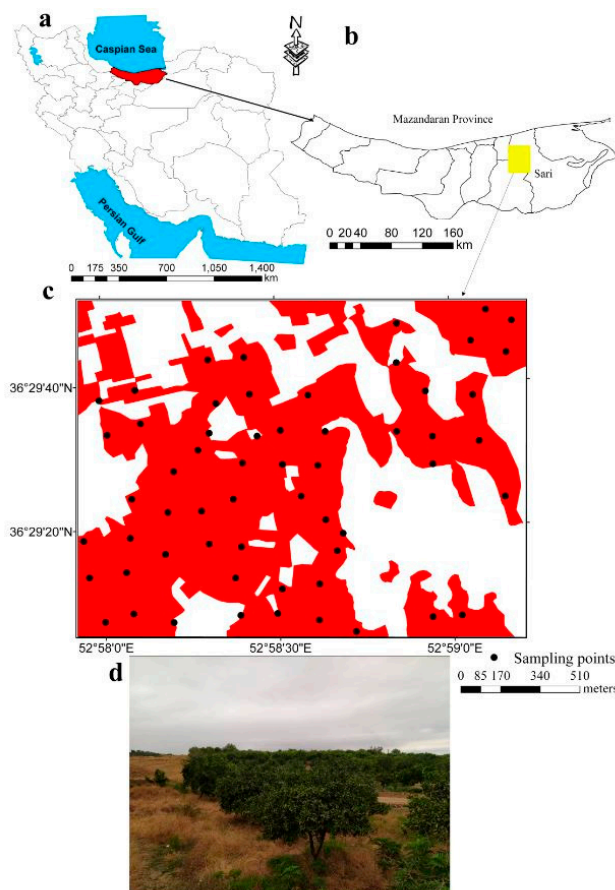 a
Caspian Sea
N
b
Mazandaran Province
Sari
Persian Gulf
0 20 40 80 120 160
km
0 175 350 700 1,050 1,400
km
c
36°29'40"N
36°29'20"N
52°58'0"E 52°58'30"E 52°59'0"E
Sampling points
0 85 170 340 510
meters
d